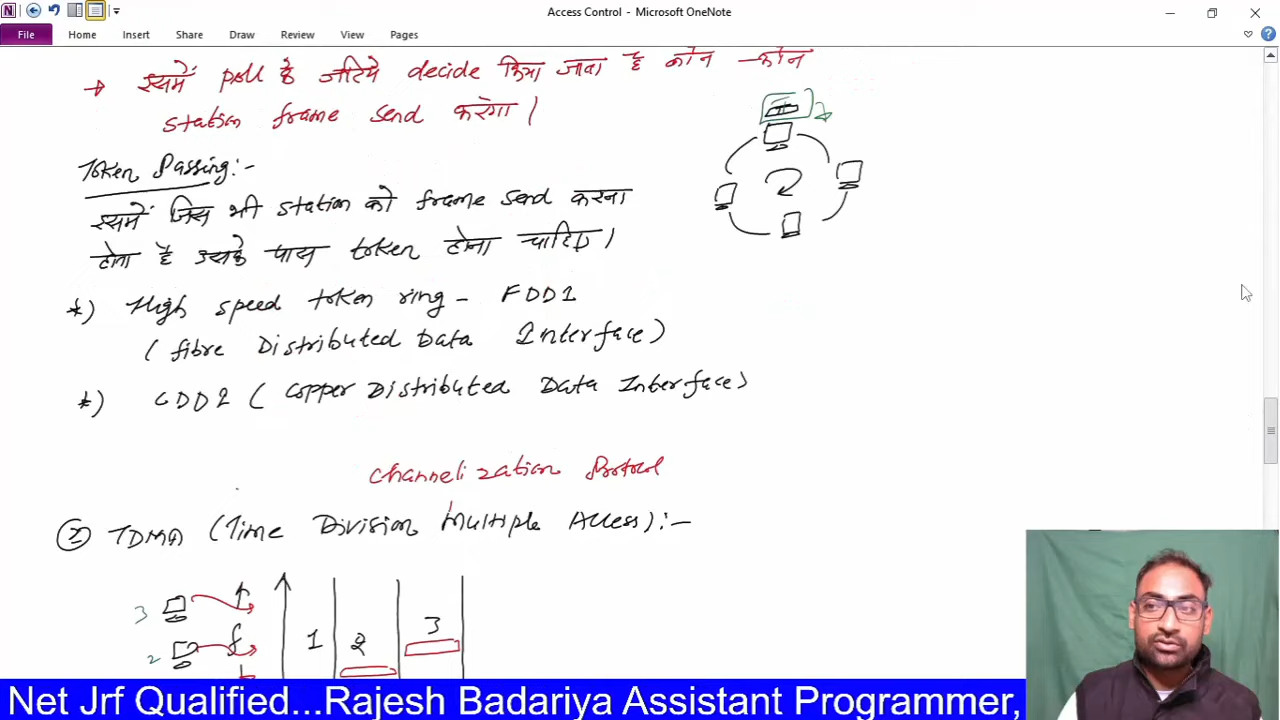 Access Control - Microsoft OneNote
File Home Insert Share Draw Review View Pages
→ इसमें poll के जरिये decide किया जाता है कौन-कौन
station frame send करेगा।
Token Passing:-
इसमें जिस भी station को frame send करना
होता है उसके पास token होना चाहिए।
*) High speed token ring - FDDI
(fibre Distributed Data Interface)
*) CDDI (Copper Distributed Data Interface)
Channelization Protocol
② TDMA (Time Division Multiple Access):-
3
2
1 2 3
Net Jrf Qualified...Rajesh Badariya Assistant Programmer,